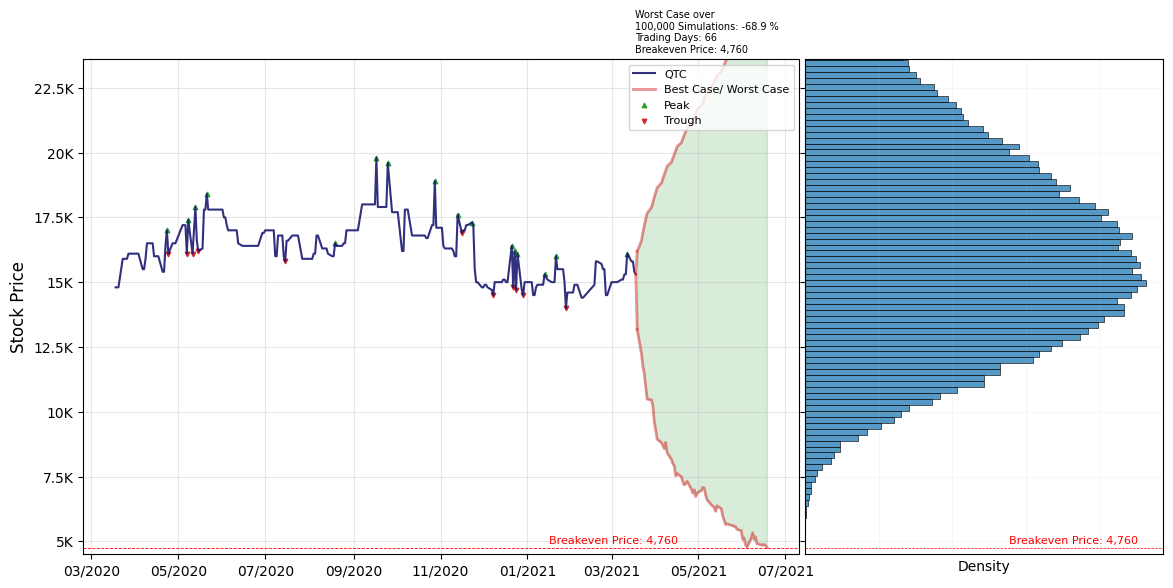 Worst Case over
100,000 Simulations: -68.9 %
Trading Days: 66
Breakeven Price: 4,760
QTC
Best Case/ Worst Case
Peak
Trough
Stock Price
22.5K
20K
17.5K
15K
12.5K
10K
7.5K
5K
Breakeven Price: 4,760
Breakeven Price: 4,760
03/2020 05/2020 07/2020 09/2020 11/2020 01/2021 03/2021 05/2021 07/2021
Density